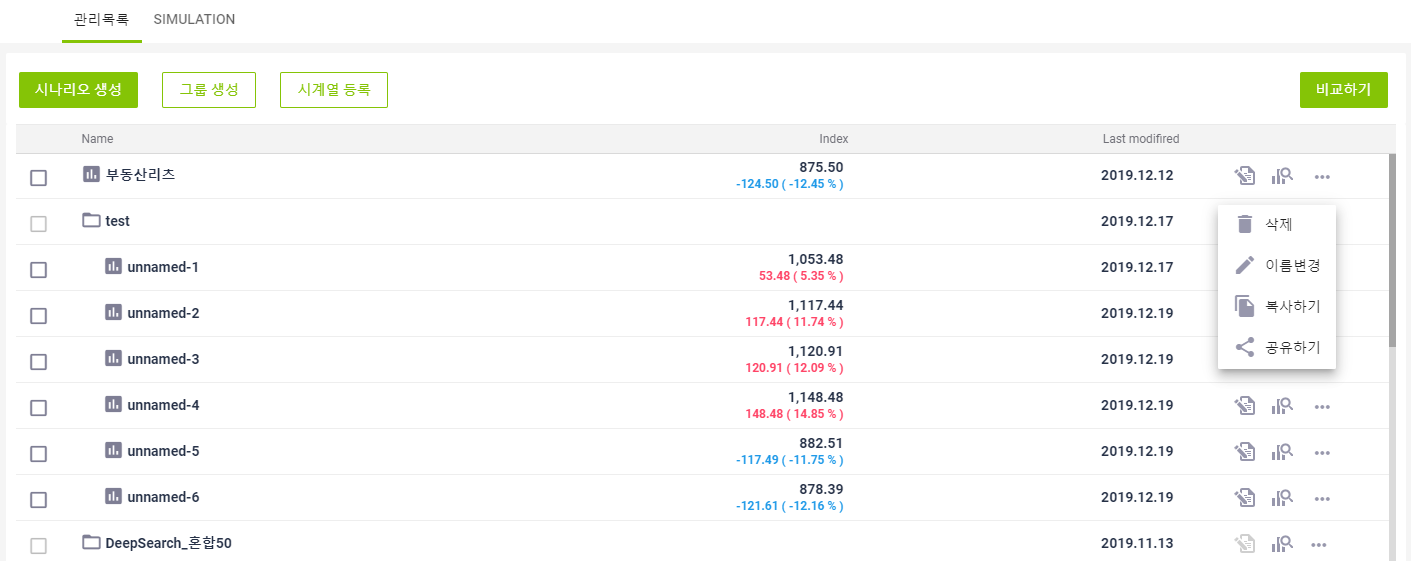 관리목록 SIMULATION
시나리오 생성 그룹 생성 시계열 등록 비교하기
Name Index Last modifired
부동산리츠 875.50 2019.12.12
-124.50 ( -12.45 % )
test 2019.12.17
삭제
unnamed-1 1,053.48 2019.12.17
53.48 ( 5.35 % )
이름변경
unnamed-2 1,117.44 2019.12.19
117.44 ( 11.74 % )
복사하기
unnamed-3 1,120.91 2019.12.19
120.91 ( 12.09 % )
공유하기
unnamed-4 1,148.48 2019.12.19
148.48 ( 14.85 % )
unnamed-5 882.51 2019.12.19
-117.49 ( -11.75 % )
unnamed-6 878.39 2019.12.19
-121.61 ( -12.16 % )
DeepSearch_혼합50 2019.11.13